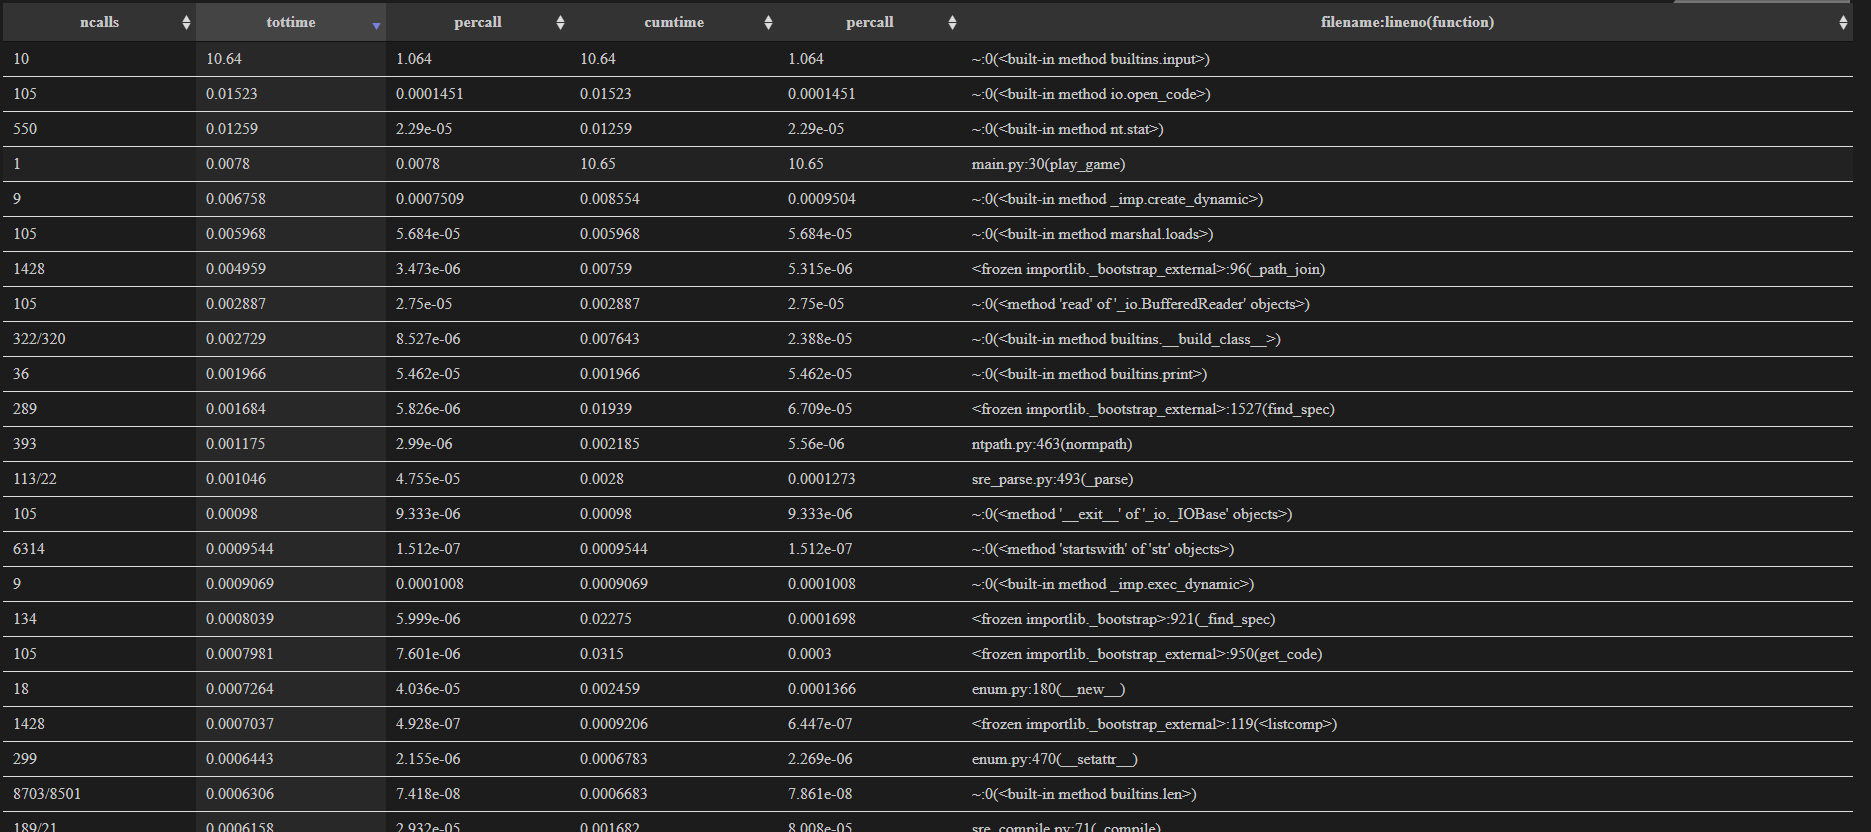 ncalls tottime percall cumtime percall filename:lineno(function)
10 10.64 1.064 10.64 1.064 ~:0(<built-in method builtins.input>)
105 0.01523 0.0001451 0.01523 0.0001451 ~:0(<built-in method io.open_code>)
550 0.01259 2.29e-05 0.01259 2.29e-05 ~:0(<built-in method nt.stat>)
1 0.0078 0.0078 10.65 10.65 main.py:30(play_game)
9 0.006758 0.0007509 0.008554 0.0009504 ~:0(<built-in method _imp.create_dynamic>)
105 0.005968 5.684e-05 0.005968 5.684e-05 ~:0(<built-in method marshal.loads>)
1428 0.004959 3.473e-06 0.00759 5.315e-06 <frozen importlib._bootstrap_external>:96(_path_join)
105 0.002887 2.75e-05 0.002887 2.75e-05 ~:0(<method 'read' of '_io.BufferedReader' objects>)
322/320 0.002729 8.527e-06 0.007643 2.388e-05 ~:0(<built-in method builtins.__build_class__>)
36 0.001966 5.462e-05 0.001966 5.462e-05 ~:0(<built-in method builtins.print>)
289 0.001684 5.826e-06 0.01939 6.709e-05 <frozen importlib._bootstrap_external>:1527(find_spec)
393 0.001175 2.99e-06 0.002185 5.56e-06 ntpath.py:463(normpath)
113/22 0.001046 4.755e-05 0.0028 0.0001273 sre_parse.py:493(_parse)
105 0.00098 9.333e-06 0.00098 9.333e-06 ~:0(<method '__exit__' of '_io._IOBase' objects>)
6314 0.0009544 1.512e-07 0.0009544 1.512e-07 ~:0(<method 'startswith' of 'str' objects>)
9 0.0009069 0.0001008 0.0009069 0.0001008 ~:0(<built-in method _imp.exec_dynamic>)
134 0.0008039 5.999e-06 0.02275 0.0001698 <frozen importlib._bootstrap>:921(_find_spec)
105 0.0007981 7.601e-06 0.0315 0.0003 <frozen importlib._bootstrap_external>:950(get_code)
18 0.0007264 4.036e-05 0.002459 0.0001366 enum.py:180(__new__)
1428 0.0007037 4.928e-07 0.0009206 6.447e-07 <frozen importlib._bootstrap_external>:119(<listcomp>)
299 0.0006443 2.155e-06 0.0006783 2.269e-06 enum.py:470(__setattr__)
8703/8501 0.0006306 7.418e-08 0.0006683 7.861e-08 ~:0(<built-in method builtins.len>)
189/21 0.0006158 2.932e-05 0.001682 8.008e-05 sre_compile.py:71(_compile)